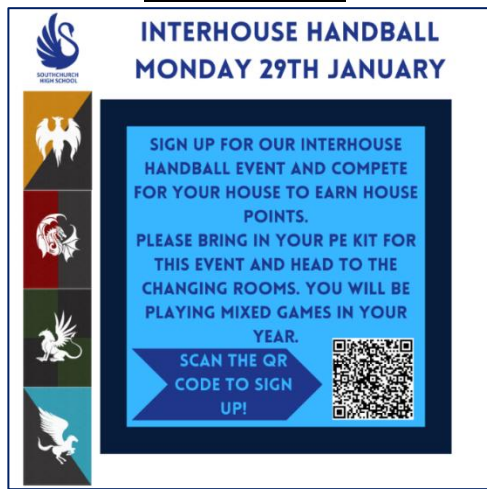 INTERHOUSE HANDBALL
MONDAY 29TH JANUARY
SOUTHCHURCH
HIGH SCHOOL
SIGN UP FOR OUR INTERHOUSE
HANDBALL EVENT AND COMPETE
FOR YOUR HOUSE TO EARN HOUSE
POINTS.
PLEASE BRING IN YOUR PE KIT FOR
THIS EVENT AND HEAD TO THE
CHANGING ROOMS. YOU WILL BE
PLAYING MIXED GAMES IN YOUR
YEAR.
SCAN THE QR
CODE TO SIGN
UP!